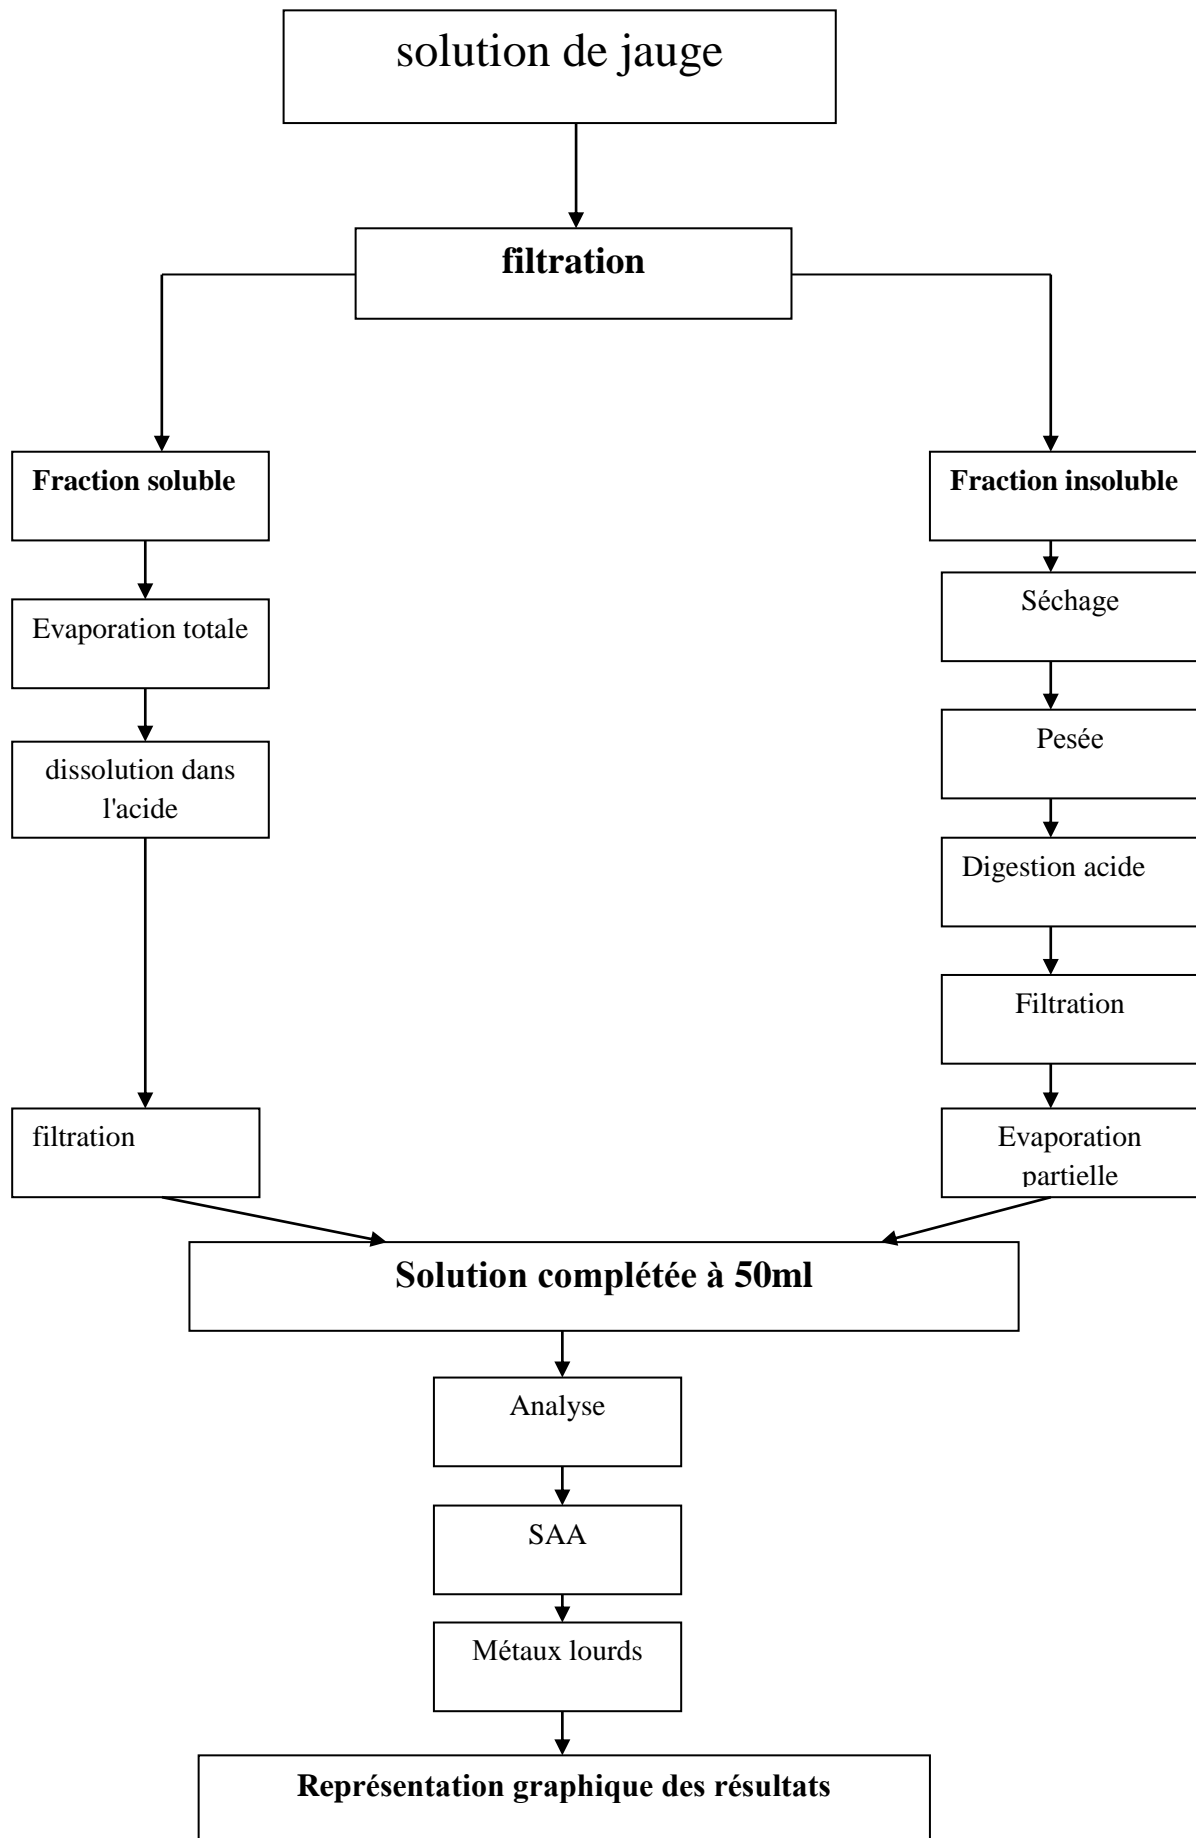 solution de jauge
filtration
Fraction soluble
Evaporation totale
dissolution dans
l'acide
filtration
Fraction insoluble
Séchage
Pesée
Digestion acide
Filtration
Evaporation
partielle
Solution complétée à 50ml
Analyse
SAA
Métaux lourds
Représentation graphique des résultats